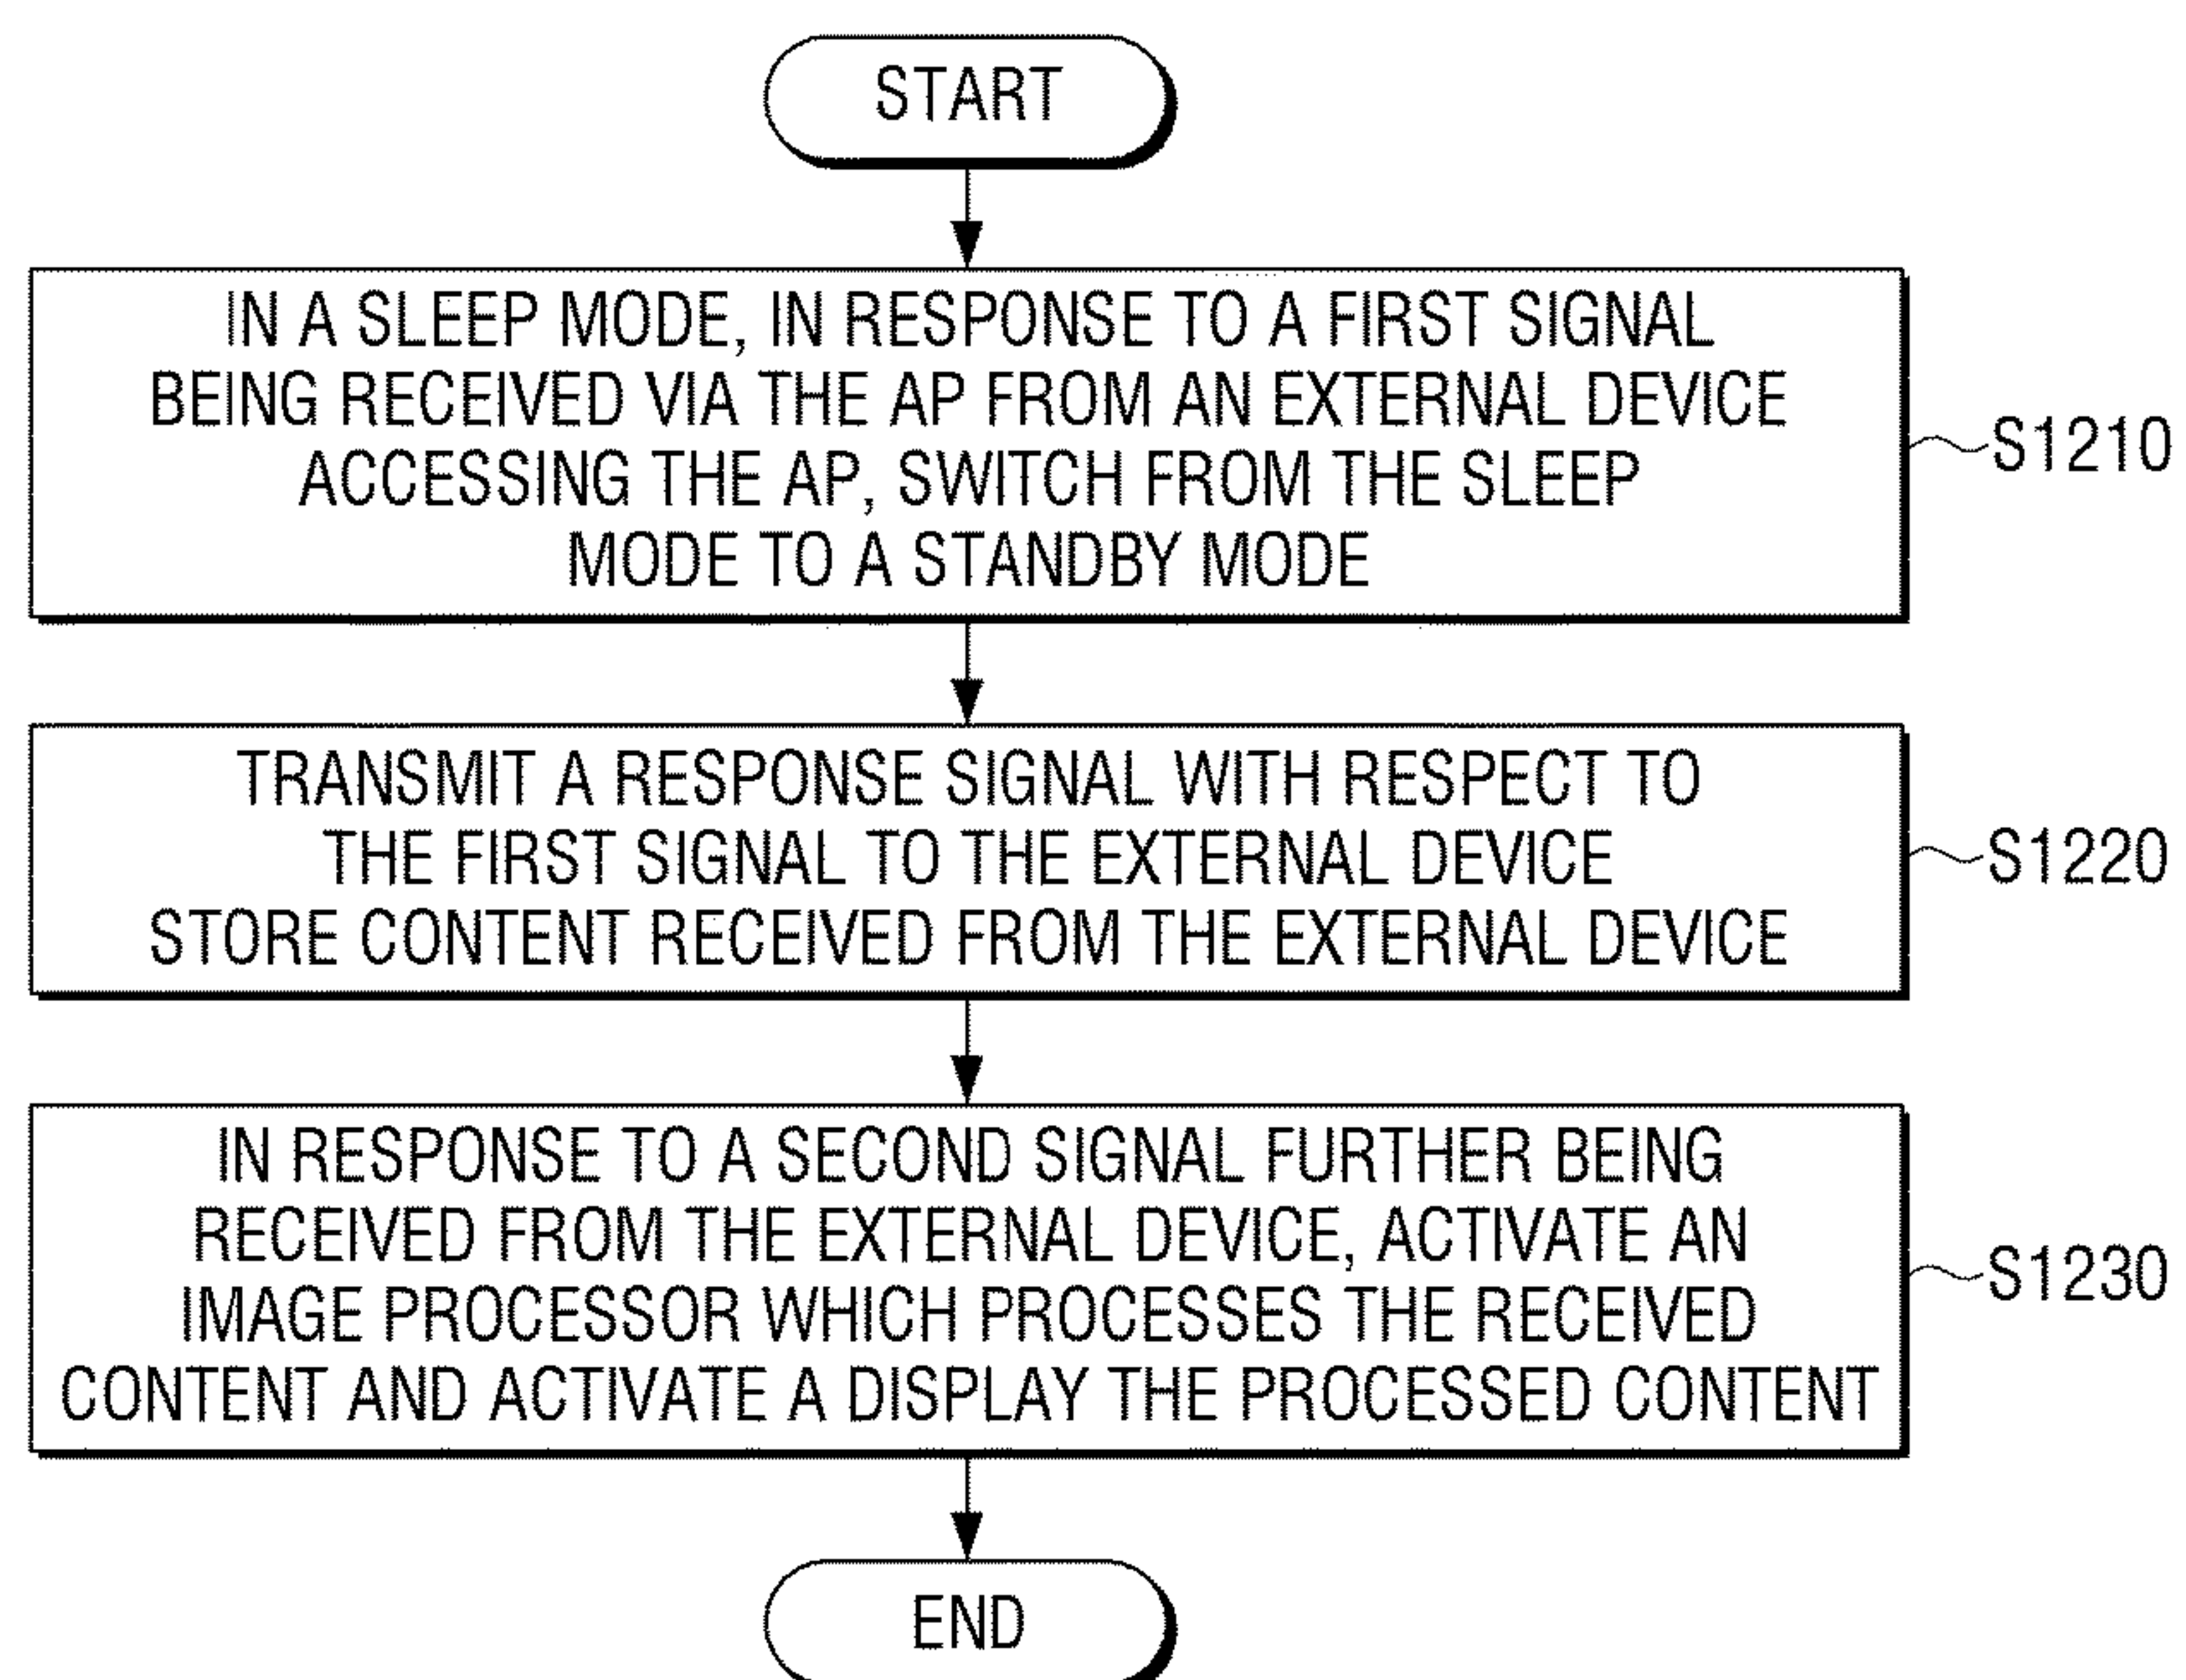 START
IN A SLEEP MODE, IN RESPONSE TO A FIRST SIGNAL
BEING RECEIVED VIA THE AP FROM AN EXTERNAL DEVICE
ACCESSING THE AP, SWITCH FROM THE SLEEP
MODE TO A STANDBY MODE
S1210
TRANSMIT A RESPONSE SIGNAL WITH RESPECT TO
THE FIRST SIGNAL TO THE EXTERNAL DEVICE
STORE CONTENT RECEIVED FROM THE EXTERNAL DEVICE
S1220
IN RESPONSE TO A SECOND SIGNAL FURTHER BEING
RECEIVED FROM THE EXTERNAL DEVICE, ACTIVATE AN
IMAGE PROCESSOR WHICH PROCESSES THE RECEIVED
CONTENT AND ACTIVATE A DISPLAY THE PROCESSED CONTENT
S1230
END